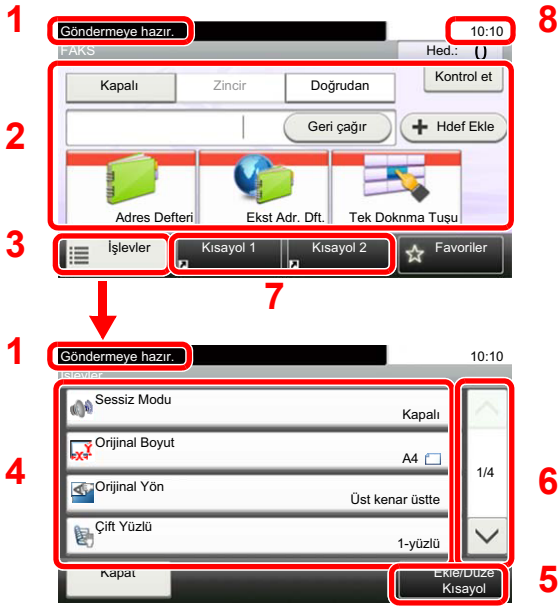 1
Göndermeye hazır.
10:10
8
FAKS
Hed.: ()
Kapalı
Zincir
Doğrudan
Kontrol et
2
Geri çağır
+ Hdef Ekle
Adres Defteri
Ekst Adr. Dft.
Tek Doknma Tuşu
3
İşlevler
Kısayol 1
Kısayol 2
Favoriler
7
1
Göndermeye hazır.
10:10
İşlevler
4
Sessiz Modu
Kapalı
Orijinal Boyut
A4
Orijinal Yön
Üst kenar üstte
Çift Yüzlü
1-yüzlü
1/4
6
Kapat
Ekle/Düze
Kısayol
5